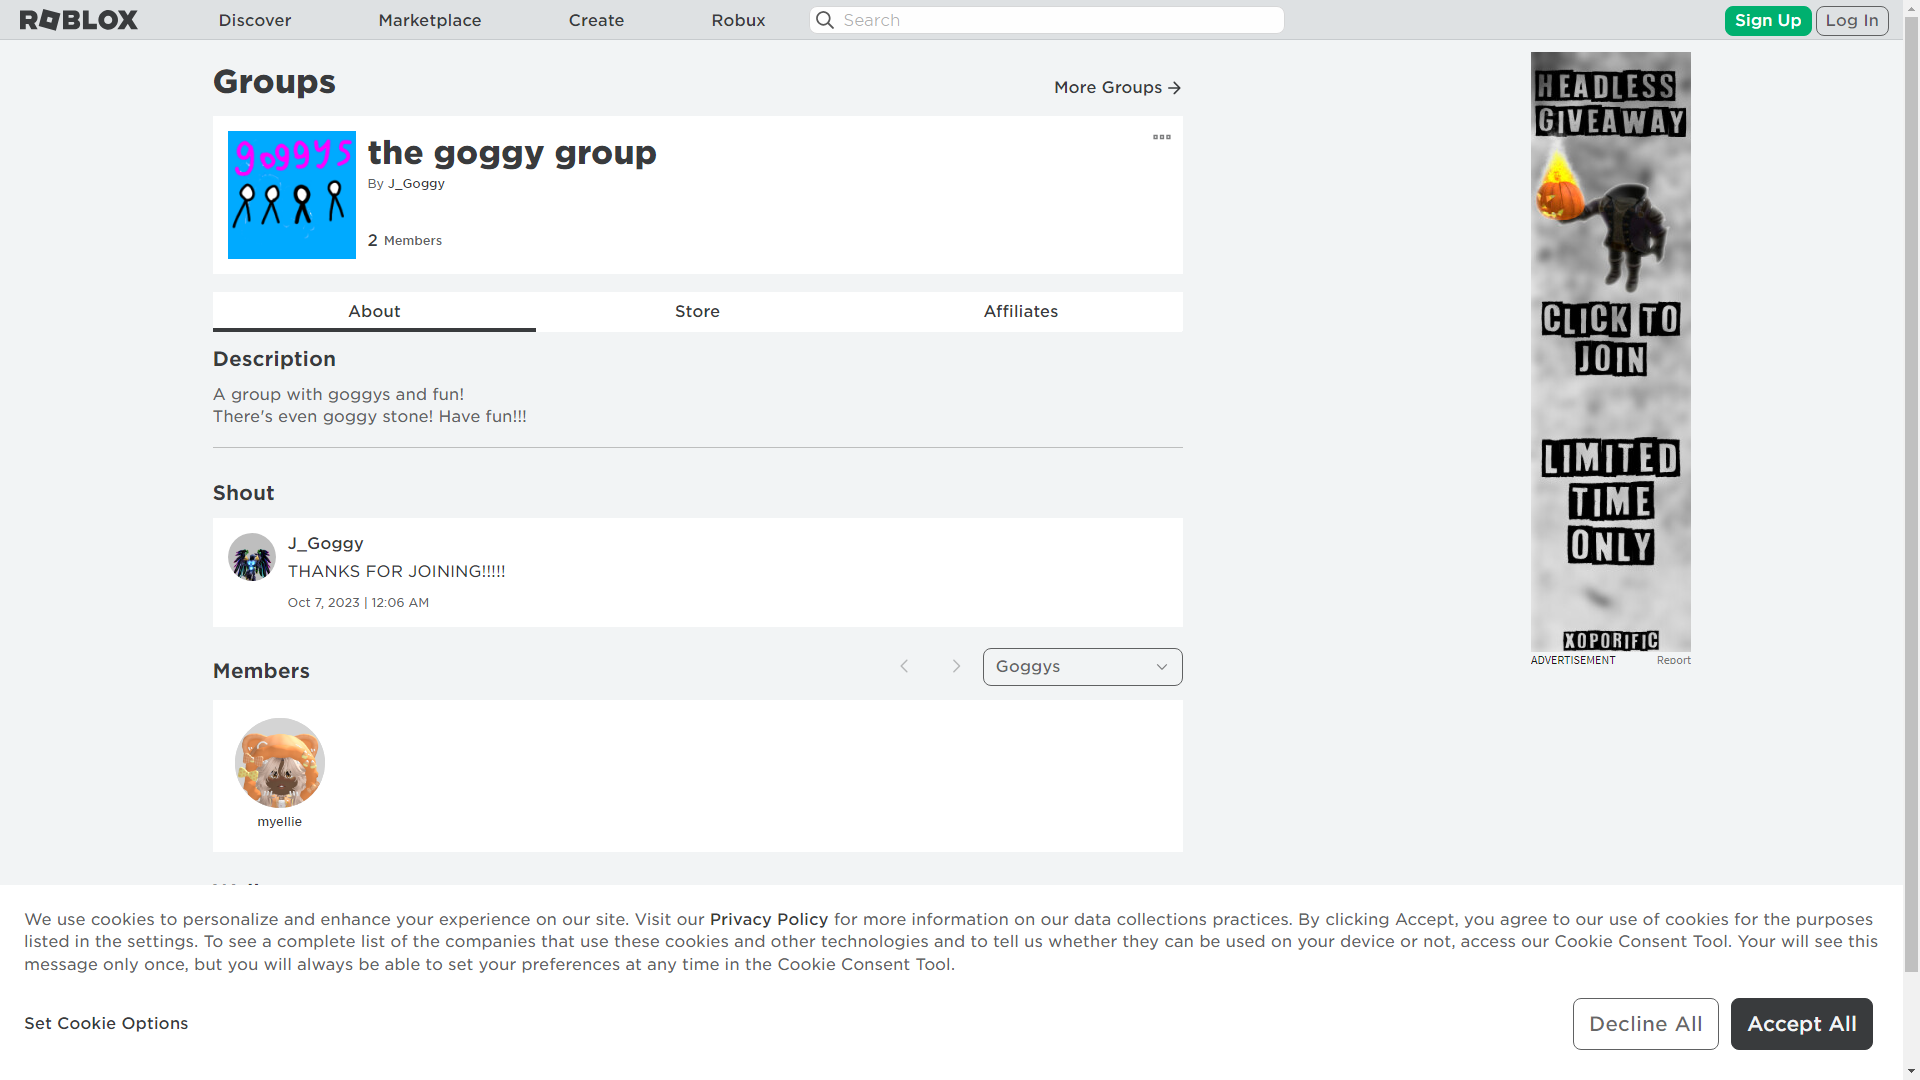 ROBLOX
Discover
Marketplace
Create
Robux
Search
Sign Up
Log In
Groups
More Groups
goggys
the goggy group
By J_Goggy
2 Members
About
Store
Affiliates
Description
A group with goggys and fun!
There's even goggy stone! Have fun!!!
Shout
J_Goggy
THANKS FOR JOINING!!!!!
Oct 7, 2023 | 12:06 AM
Members
Goggys
myellie
HEADLESS
GIVEAWAY
CLICK TO
JOIN
LIMITED
TIME
ONLY
XOPORIFIC
ADVERTISEMENT
Report
We use cookies to personalize and enhance your experience on our site. Visit our Privacy Policy for more information on our data collections practices. By clicking Accept, you agree to our use of cookies for the purposes
listed in the settings. To see a complete list of the companies that use these cookies and other technologies and to tell us whether they can be used on your device or not, access our Cookie Consent Tool. Your will see this
message only once, but you will always be able to set your preferences at any time in the Cookie Consent Tool.
Set Cookie Options
Decline All
Accept All